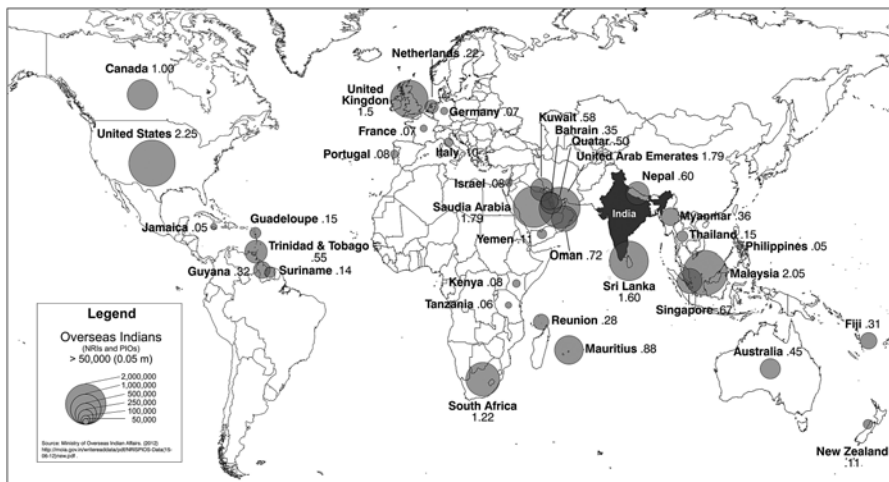 Netherlands .22
Canada 1.00
United
Kingdon
1.5
Germany .07
Kuwait .58
Bahrain .35
Quatar .50
United States 2.25
France .07
Italy .10
United Arab Emerates 1.79
Portugal .08
Israel .08
Nepal .60
Saudia Arabia
1.79
India
Guadeloupe .15
Jamaica .05
Myanmar .36
Thailand .15
Trinidad & Tobago
.55
Yemen .11
Oman .72
Philippines .05
Guyana .32
Suriname .14
Malaysia 2.05
Kenya .08
Sri Lanka
1.60
Tanzania .06
Singapore .67
Reunion .28
Fiji .31
Mauritius .88
Australia .45
South Africa
1.22
New Zealand
.11
Legend
Overseas Indians
(NRIs and PIOs)
> 50,000 (0.05 m)
2,000,000
1,000,000
500,000
250,000
100,000
50,000
Source: Ministry of Overseas Indian Affairs. (2012)